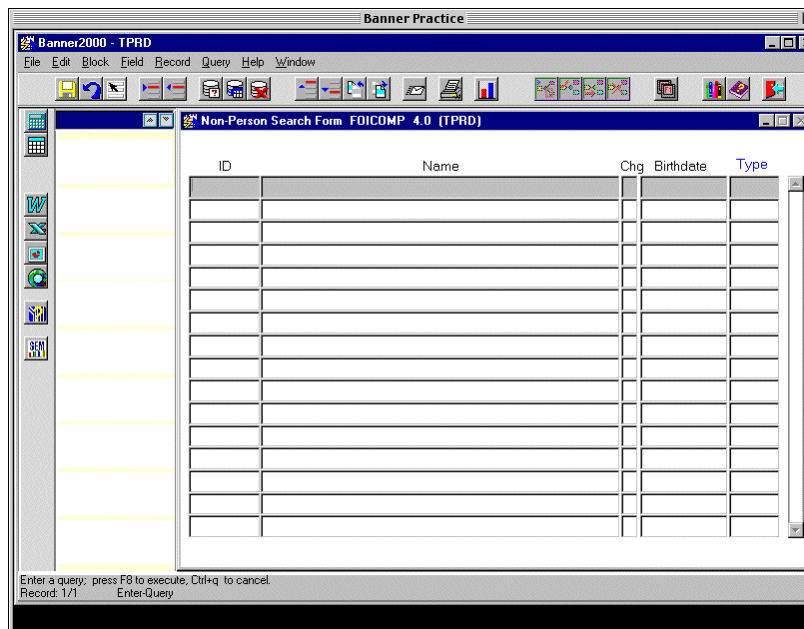 Banner Practice
Banner2000 - TPRD
File Edit Block Field Record Query Help Window
Non-Person Search Form FOICOMP 4.0 (TPRD)
ID Name Chg Birthdate Type
W
X
SEM
Enter a query; press F8 to execute, Ctrl+q to cancel.
Record: 1/1 Enter-Query